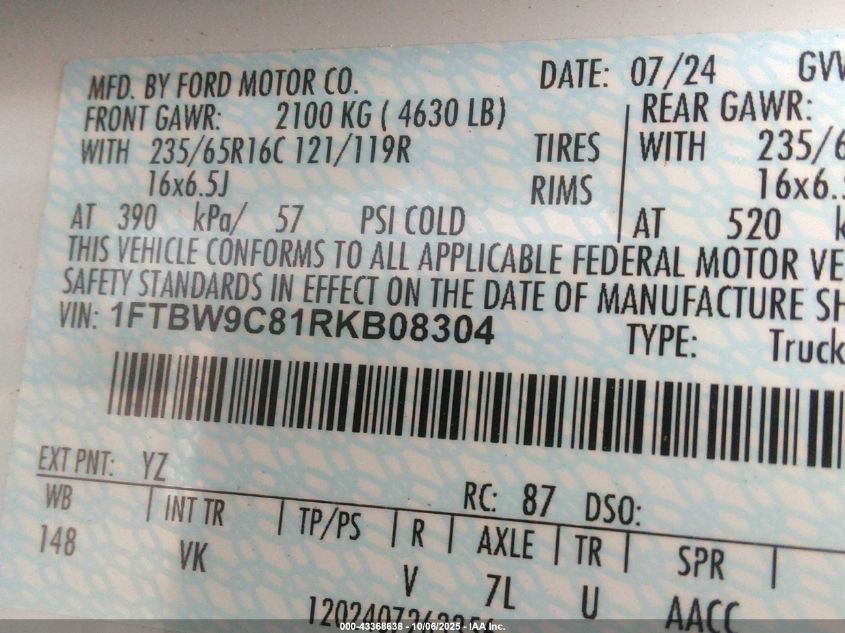 MFD. BY FORD MOTOR CO. DATE: 07/24
FRONT GAWR: 2100 KG ( 4630 LB) REAR GAWR:
WITH 235/65R16C 121/119R TIRES WITH
16x6.5J RIMS
AT 390 kPa/ 57 PSI COLD AT 520
THIS VEHICLE CONFORMS TO ALL APPLICABLE FEDERAL MOTOR
SAFETY STANDARDS IN EFFECT ON THE DATE OF MANUFACTURE
VIN: 1FTBW9C81RKB08304 TYPE: Truck
EXT PNT: YZ RC: 87 DSO:
WB INT TR TP/PS R AXLE TR SPR
148 VK V 7L U AACC
000-43368638 - 10/06/2025 - IAA Inc.